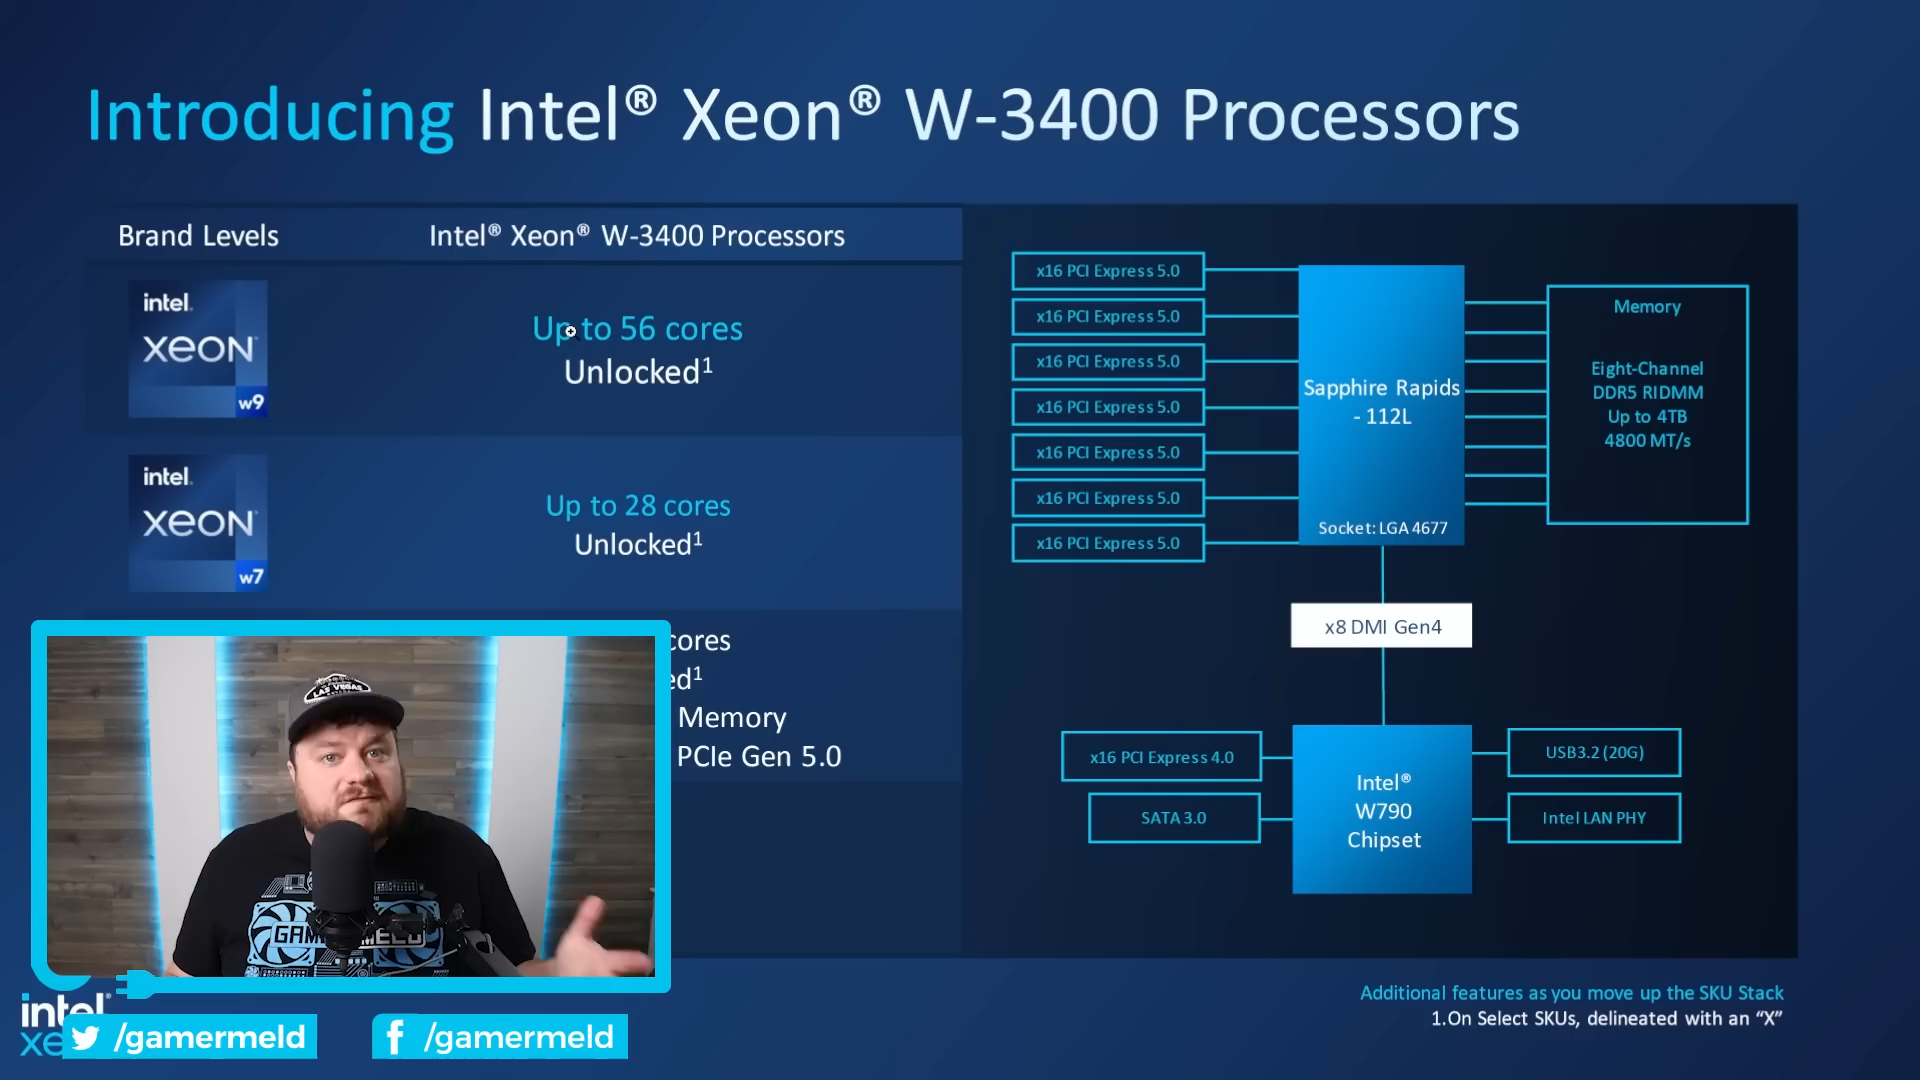 Introducing Intel® Xeon® W-3400 Processors
Brand Levels
Intel® Xeon® W-3400 Processors
intel.
xeon
w9
Up to 56 cores
Unlocked¹
intel.
xeon
w7
Up to 28 cores
Unlocked¹
cores
ed¹
Memory
PCIe Gen 5.0
x16 PCI Express 5.0
x16 PCI Express 5.0
x16 PCI Express 5.0
x16 PCI Express 5.0
x16 PCI Express 5.0
x16 PCI Express 5.0
x16 PCI Express 5.0
Sapphire Rapids
- 112L
Socket: LGA 4677
Memory
Eight-Channel
DDR5 RIDMM
Up to 4TB
4800 MT/s
x8 DMI Gen4
x16 PCI Express 4.0
SATA 3.0
Intel®
W790
Chipset
USB3.2 (20G)
Intel LAN PHY
LAS VEGAS
intel®
xe
/gamermeld
/gamermeld
Additional features as you move up the SKU Stack
1.On Select SKUs, delineated with an “X”